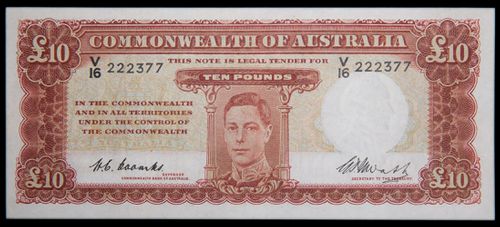 £10 COMMONWEALTH OF AUSTRALIA £10
V/16 222377 THIS NOTE IS LEGAL TENDER FOR V/16 222377
TEN POUNDS
IN THE COMMONWEALTH
AND IN ALL TERRITORIES
UNDER THE CONTROL OF
THE COMMONWEALTH
GOVERNOR
COMMONWEALTH BANK OF AUSTRALIA
SECRETARY TO THE TREASURY
£10 £10